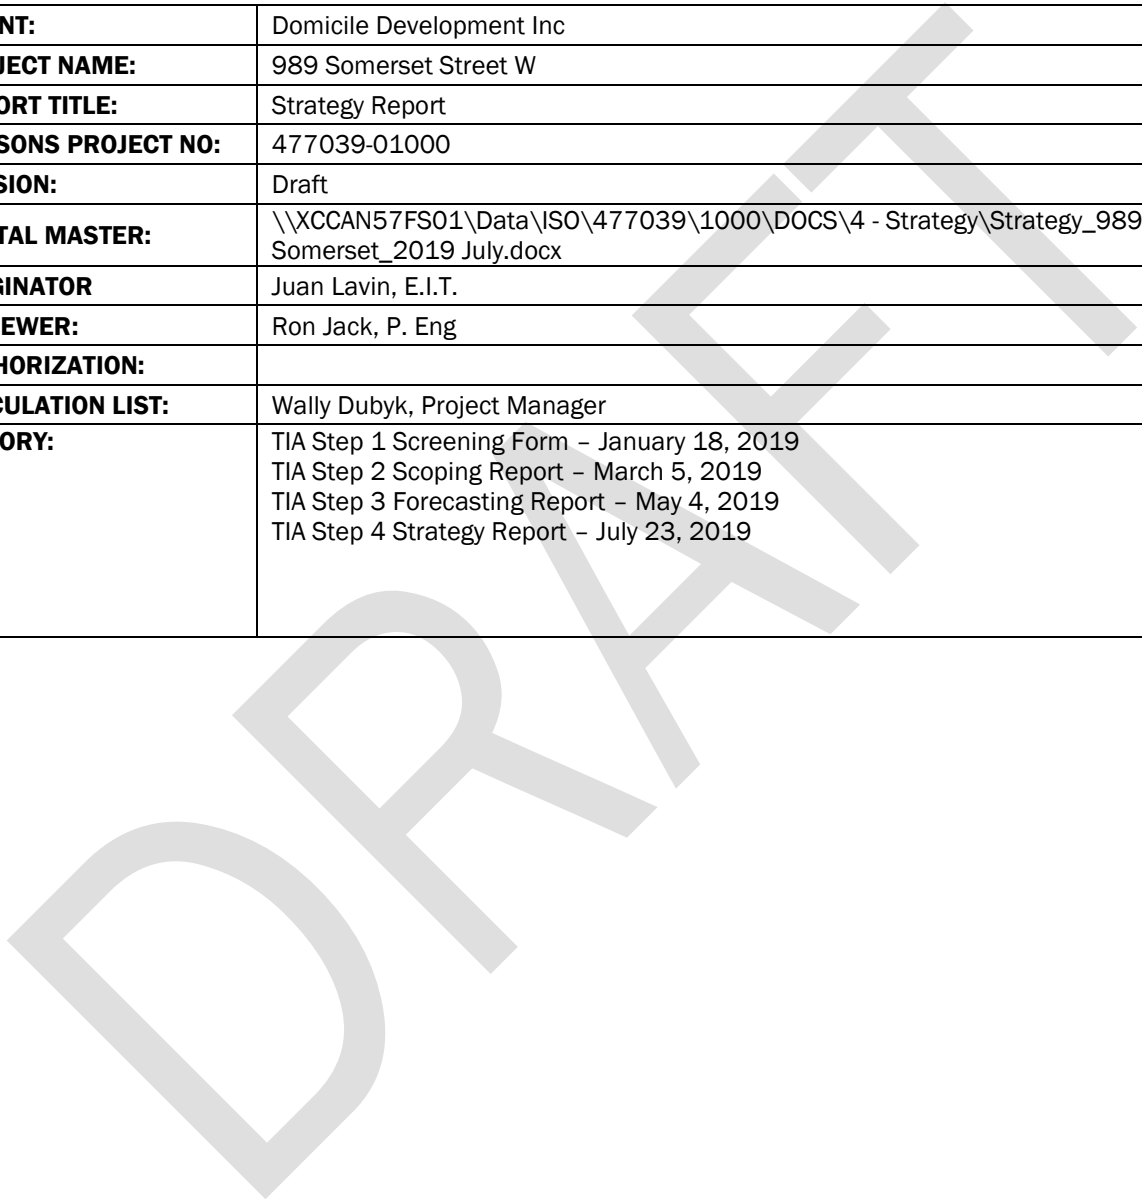 NT: Domicile Development Inc
JECT NAME: 989 Somerset Street W
ORT TITLE: Strategy Report
SONS PROJECT NO: 477039-01000
SION: Draft
TAL MASTER: \\XCCAN57FS01\Data\ISO\477039\1000\DOCS\4 - Strategy\Strategy_989
Somerset_2019 July.docx
GINATOR Juan Lavin, E.I.T.
EWER: Ron Jack, P. Eng
HORIZATION:
CULATION LIST: Wally Dubyk, Project Manager
ORY: TIA Step 1 Screening Form – January 18, 2019
TIA Step 2 Scoping Report – March 5, 2019
TIA Step 3 Forecasting Report – May 4, 2019
TIA Step 4 Strategy Report – July 23, 2019
DRAFT